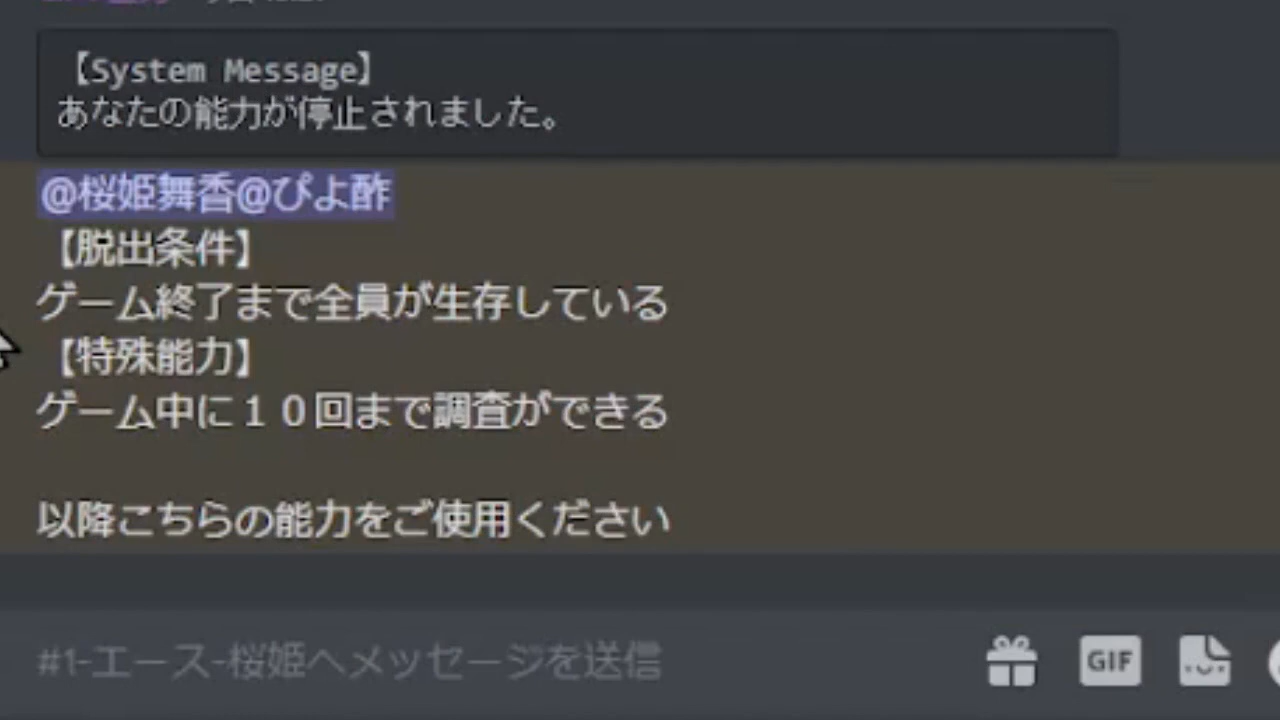 【System Message】
あなたの能力が停止されました。
@桜姫舞香@ぴよ酢
【脱出条件】
ゲーム終了まで全員が生存している
【特殊能力】
ゲーム中に１０回まで調査ができる
以降こちらの能力をご使用ください
#1-エース-桜姫へメッセージを送信
GIF